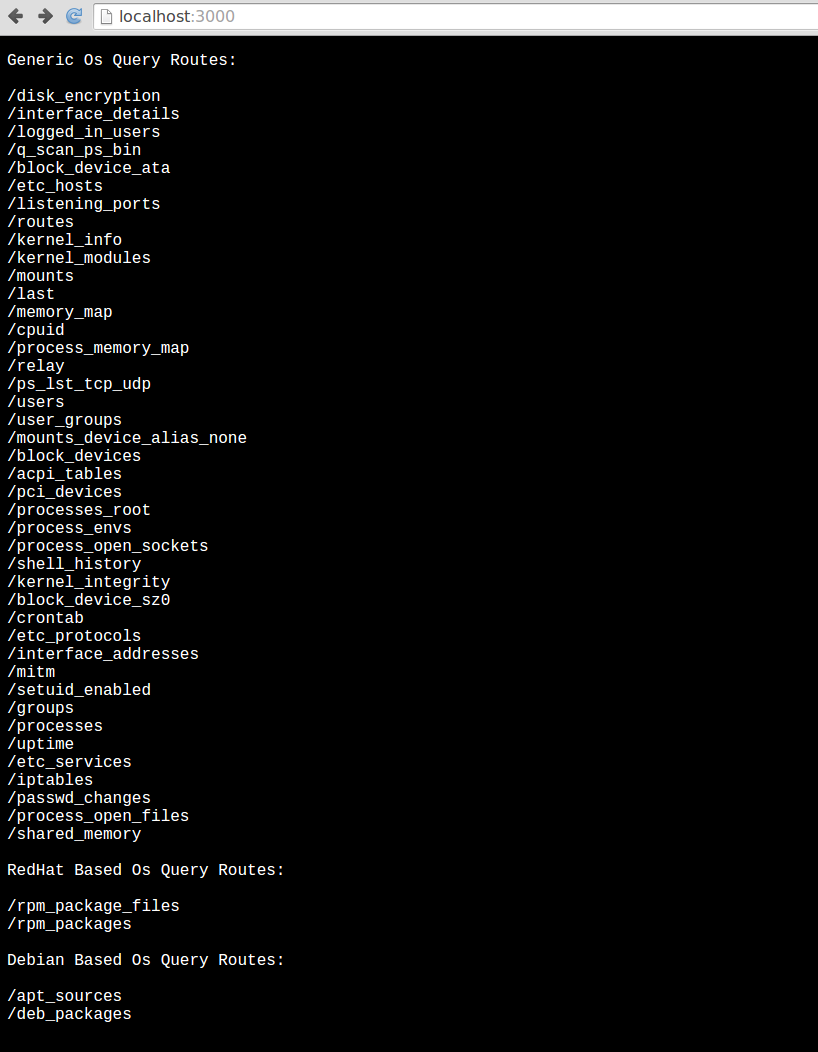 localhost:3000
Generic Os Query Routes:
/disk_encryption
/interface_details
/logged_in_users
/q_scan_ps_bin
/block_device_ata
/etc_hosts
/listening_ports
/routes
/kernel_info
/kernel_modules
/mounts
/last
/memory_map
/cpuid
/process_memory_map
/relay
/ps_lst_tcp_udp
/users
/user_groups
/mounts_device_alias_none
/block_devices
/acpi_tables
/pci_devices
/processes_root
/process_envs
/process_open_sockets
/shell_history
/kernel_integrity
/block_device_sz0
/crontab
/etc_protocols
/interface_addresses
/mitm
/setuid_enabled
/groups
/processes
/uptime
/etc_services
/iptables
/passwd_changes
/process_open_files
/shared_memory
RedHat Based Os Query Routes:
/rpm_package_files
/rpm_packages
Debian Based Os Query Routes:
/apt_sources
/deb_packages